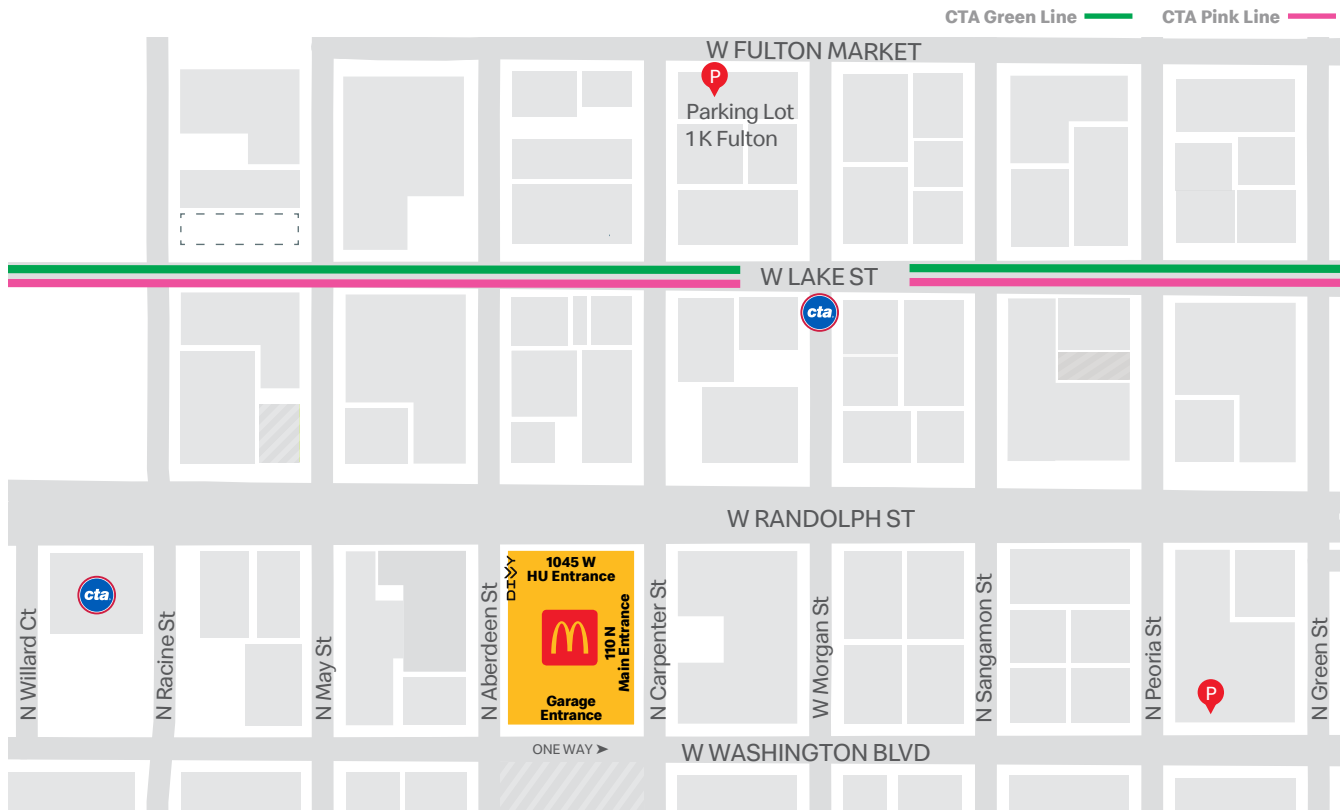 CTA Green Line
CTA Pink Line
W FULTON MARKET
P
Parking Lot
1 K Fulton
W LAKE ST
cta
W RANDOLPH ST
cta
N Willard Ct
N Racine St
N May St
N Aberdeen St
DIVVY
1045 W
HU Entrance
110 N
Main Entrance
Garage
Entrance
N Carpenter St
W Morgan St
N Sangamon St
N Peoria St
P
N Green St
ONE WAY ➤
W WASHINGTON BLVD